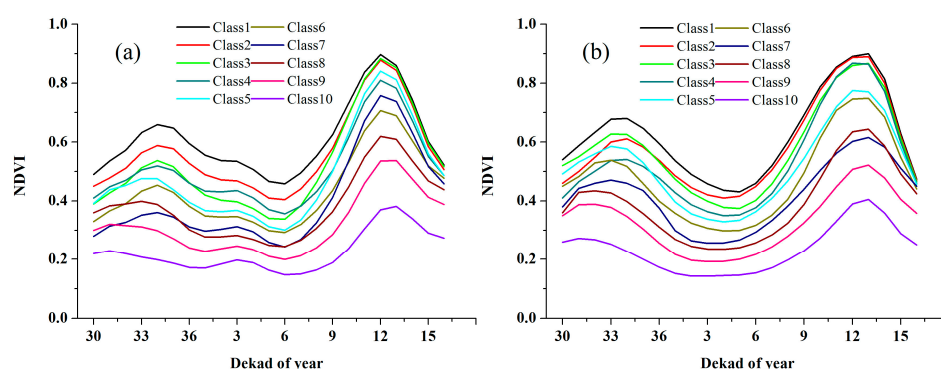 (a)
Class1 Class6
Class2 Class7
Class3 Class8
Class4 Class9
Class5 Class10
NDVI
1.0
0.8
0.6
0.4
0.2
0.0
30 33 36 3 6 9 12 15
Dekad of year
(b)
Class1 Class6
Class2 Class7
Class3 Class8
Class4 Class9
Class5 Class10
NDVI
1.0
0.8
0.6
0.4
0.2
0.0
30 33 36 3 6 9 12 15
Dekad of year